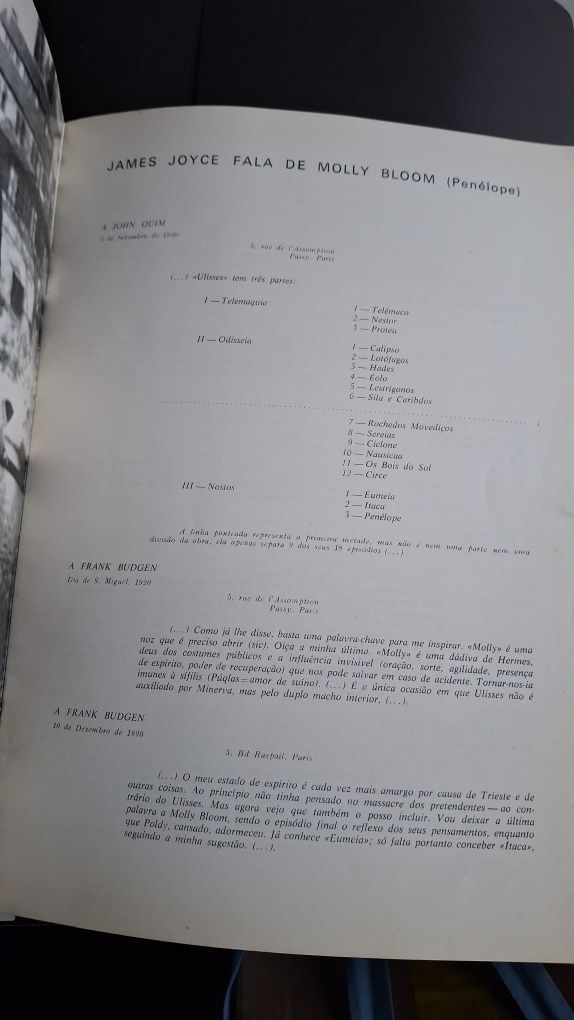 JAMES JOYCE FALA DE MOLLY BLOOM (Penélope)
A JOHN QUIM
3 de Setembro de 1920
5, rue de l'Assomption
Passy, Paris
(...) «Ulisses» tem três partes:
I — Telemaquia
1 — Telémaco
2 — Nestor
3 — Proteu
II — Odisseia
1 — Calipso
2 — Lotófagos
3 — Hades
4 — Éolo
5 — Lestrigonos
6 — Sila e Caribdos
7 — Rochedos Movediços
8 — Sereias
9 — Ciclone
10 — Nausicaa
11 — Os Bois do Sol
12 — Circe
III — Nostos
1 — Eumeia
2 — Itaca
3 — Penélope
A linha ponteada representa a primeira metade, mas não é nem uma parte nem uma
divisão da obra, ela apenas separa 9 dos seus 18 episódios (...)
A FRANK BUDGEN
Dia de S. Miguel, 1920
5, rue de l'Assomption
Passy, Paris
(...) Como já lhe disse, basta uma palavra-chave para me inspirar. «Molly» é uma
noz que é preciso abrir (sic). Oiça a minha última. «Molly» é uma dádiva de Hermes,
deus dos costumes públicos e a influência invisível (oração, sorte, agilidade, presença
de espírito, poder de recuperação) que nos pode salvar em caso de acidente. Tornar-nos-ia
imunes à sífilis (Púqlas=amor de suíno). (...) É a única ocasião em que Ulisses não é
auxiliado por Minerva, mas pelo duplo macho interior. (...).
A FRANK BUDGEN
10 de Dezembro de 1920
5, Bd Raspail, Paris
(...) O meu estado de espírito é cada vez mais amargo por causa de Trieste e de
outras coisas. Ao princípio não tinha pensado no massacre dos pretendentes — ao con-
trário do Ulisses. Mas agora vejo que também o posso incluir. Vou deixar a última
palavra a Molly Bloom, sendo o episódio final o reflexo dos seus pensamentos, enquanto
que Poldy, cansado, adormeceu. Já conhece «Eumeia»; só falta portanto conceber «Itaca»,
seguindo a minha sugestão. (...).